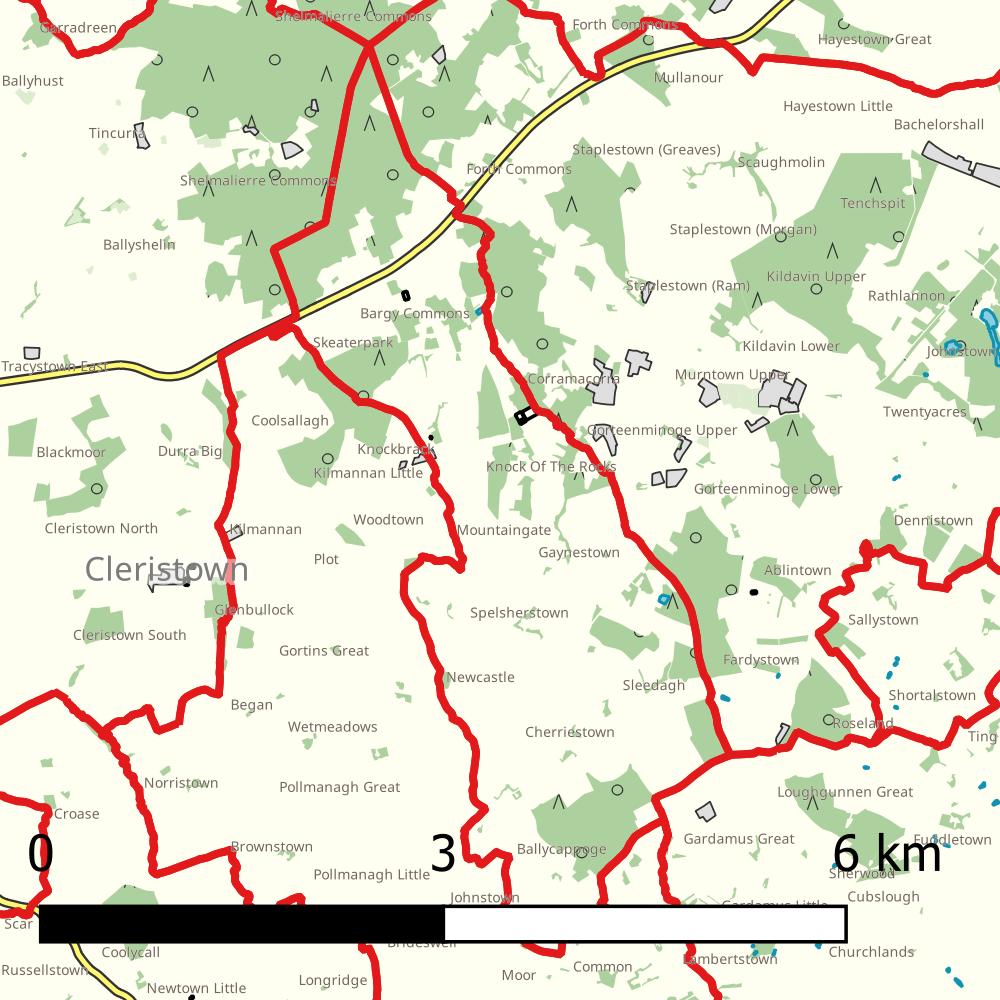 Shelmalierre Commons
Garradreen
Forth Commons
Hayestown Great
Ballyhust
Mullanour
Hayestown Little
Bachelorshall
Tincurra
Staplestown (Greaves)
Scaughmolin
Forth Commons
Shelmalierre Commons
Tenchspit
Staplestown (Morgan)
Ballyshelin
Kildavin Upper
Staplestown (Ram)
Rathlannon
Bargy Commons
Skeaterpark
Kildavin Lower
Johnstown
Tracystown East
Corramacorra
Murntown Upper
Twentyacres
Coolsallagh
Gorteenminoge Upper
Blackmoor
Durra Big
Knockbrack
Kilmannan Little
Knock Of The Rocks
Gorteenminoge Lower
Woodtown
Dennistown
Cleristown North
Kilmannan
Mountaingate
Plot
Gaynestown
Cleristown
Ablintown
Glenbullock
Spelsherstown
Sallystown
Cleristown South
Gortins Great
Fardystown
Newcastle
Sleedagh
Shortalstown
Began
Roseland
Wetmeadows
Cherriestown
Ting
Norristown
Pollmanagh Great
Loughgunnen Great
Croase
Gardamus Great
Fuddletown
Brownstown
Ballycappoge
0 3 6 km
Pollmanagh Little
Sherwood
Johnstown
Cubslough
Gardamus Little
Scar
Brideswell
Coolycall
Churchlands
Lambertstown
Common
Russellstown
Moor
Longridge
Newtown Little